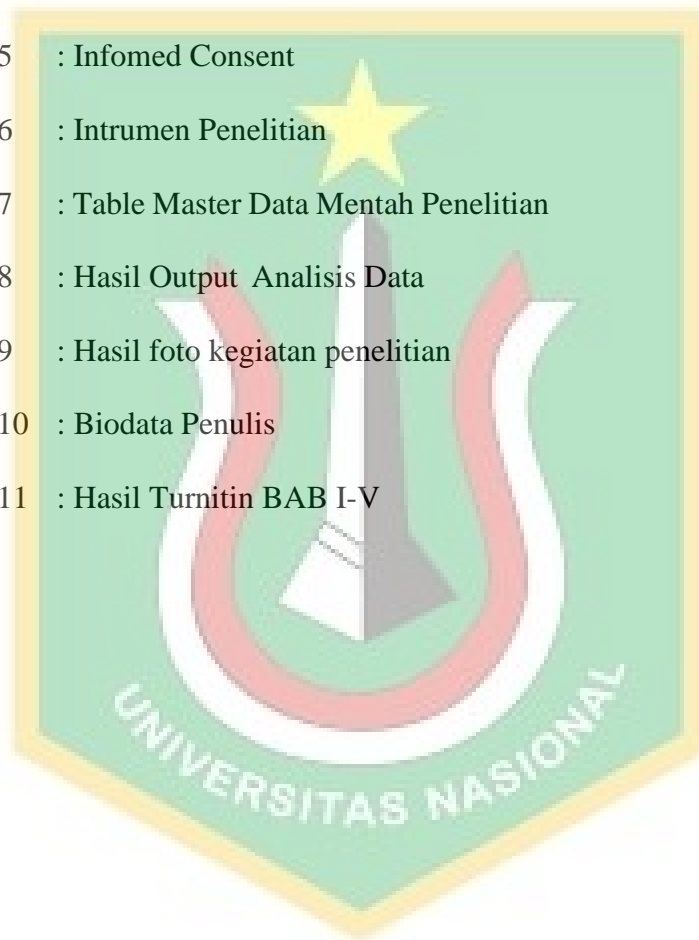 5 : Infomed Consent
6 : Intrumen Penelitian
7 : Table Master Data Mentah Penelitian
8 : Hasil Output Analisis Data
9 : Hasil foto kegiatan penelitian
10 : Biodata Penulis
11 : Hasil Turnitin BAB I-V
UNIVERSITAS NASIONAL